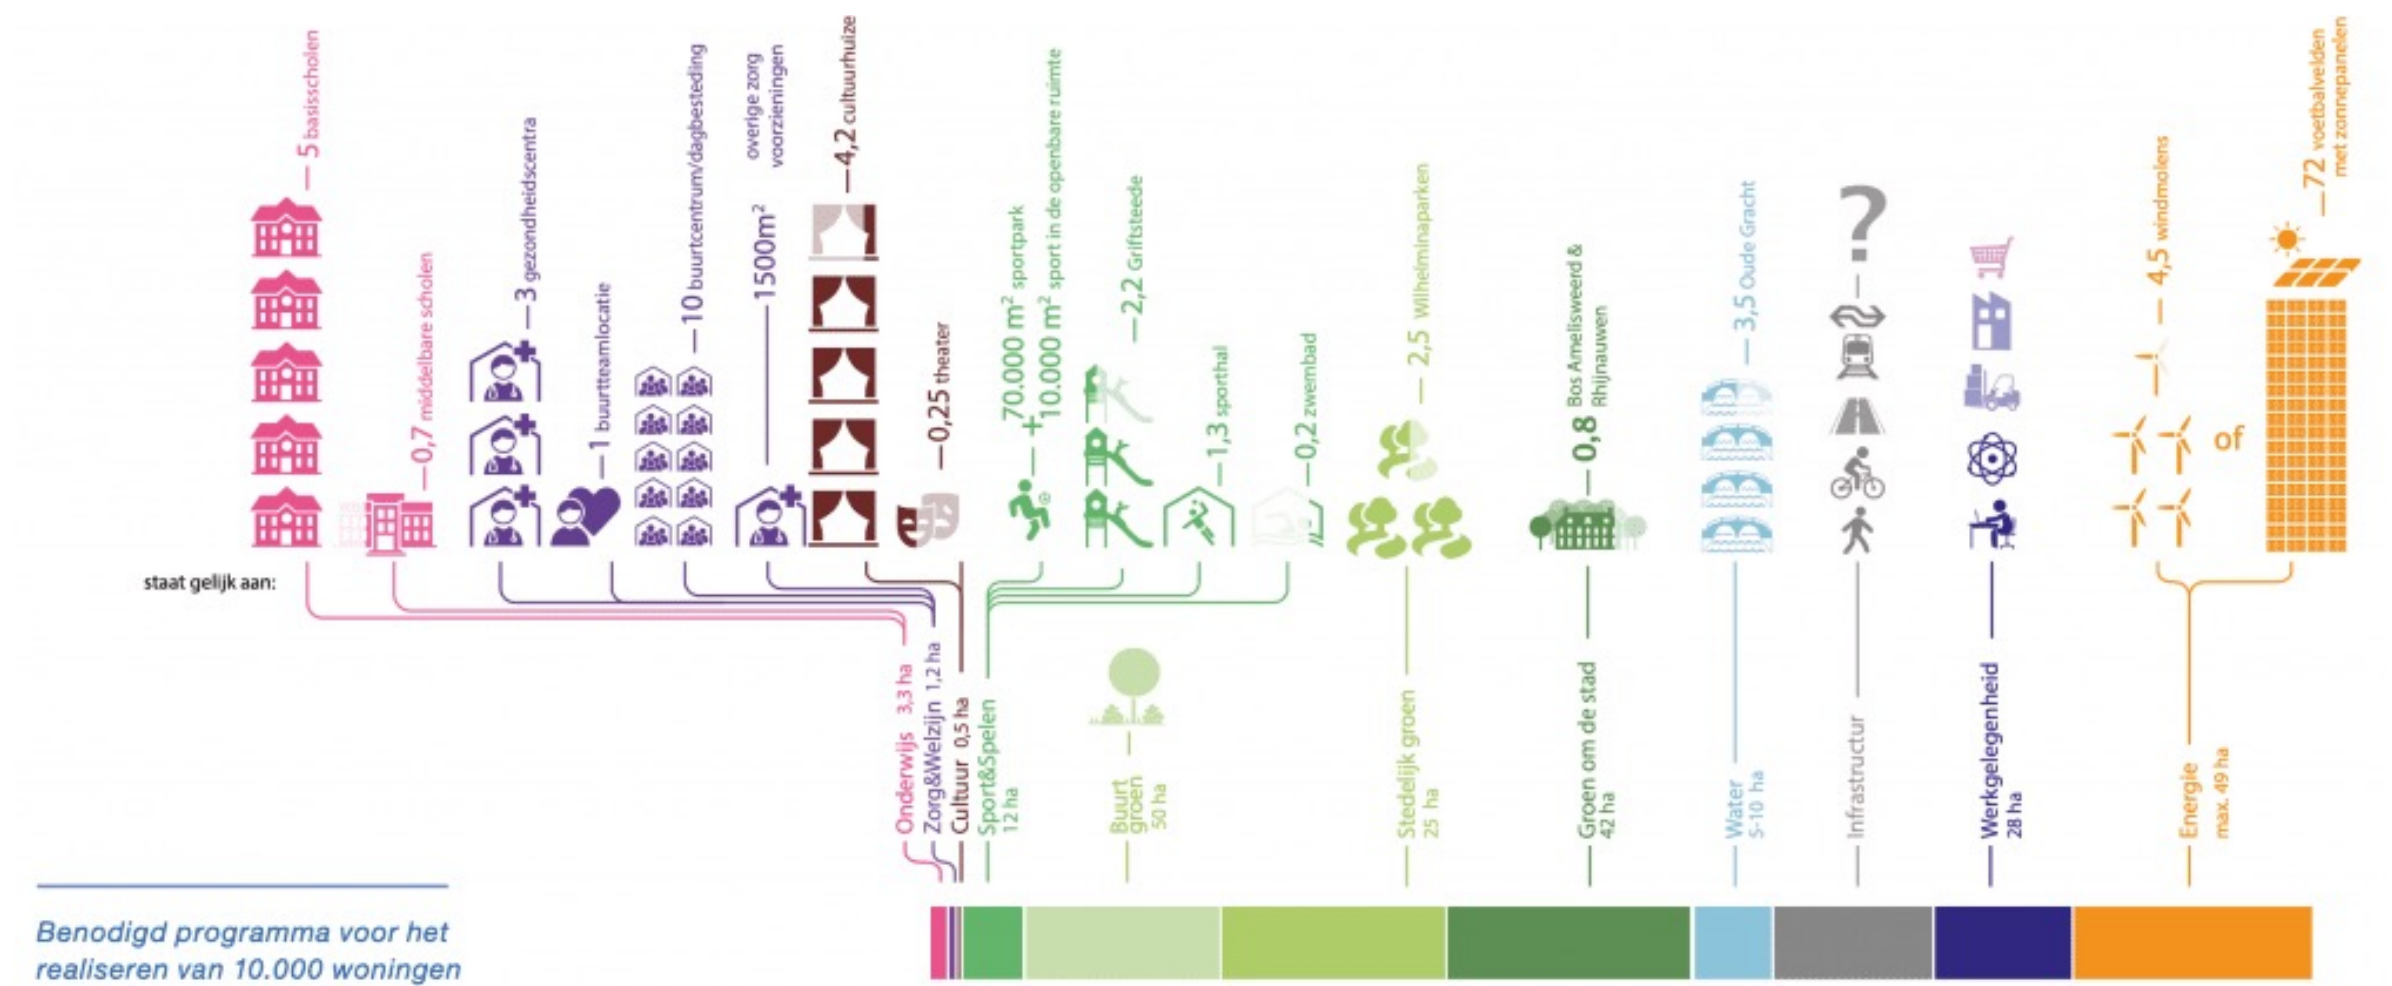 5 basisscholen
0,7 middelbare scholen
3 gezondheidscentra
1 buurtteamlocatie
10 buurtcentrum/dagbesteding
1500m² overige zorg
voorzieningen
4,2 cultuurhuize
0,25 theater
70.000 m² sportpark
+
10.000 m² sport in de openbare ruimte
2,2 Griftsteede
1,3 sporthal
0,2 zwembad
2,5 Wilhelminaparken
0,8 Bos Amelisweerd &
Rhijnauwen
3,5 Oude Gracht
?
4,5 windmolens
of
72 voetbalvelden
met zonnepanelen
staat gelijk aan:
Onderwijs 3,3 ha
Zorg&Welzijn 1,2 ha
Cultuur 0,5 ha
Sport&Spelen
12 ha
Buurt
groen
50 ha
Stedelijk groen
25 ha
Groen om de stad
42 ha
Water
5-10 ha
Infrastructur
Werkgelegenheid
28 ha
Energie
max. 49 ha
Benodigd programma voor het
realiseren van 10.000 woningen